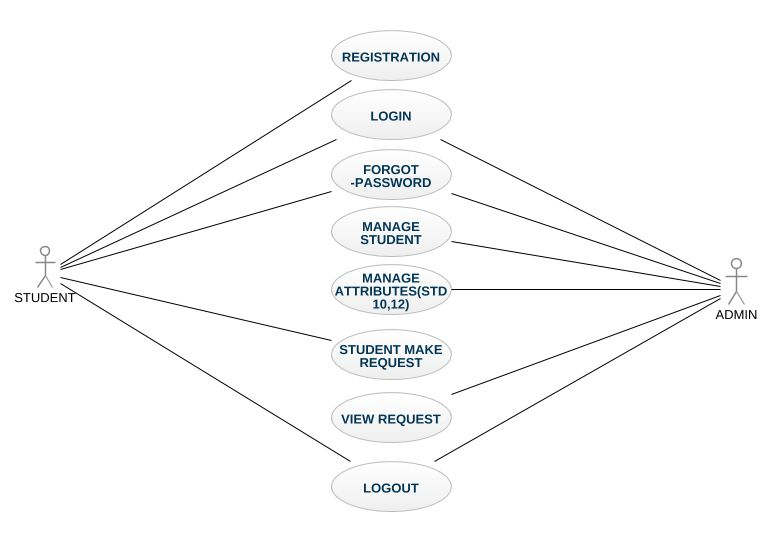 REGISTRATION
LOGIN
FORGOT
-PASSWORD
MANAGE
STUDENT
MANAGE
ATTRIBUTES(STD
10,12)
STUDENT
ADMIN
STUDENT MAKE
REQUEST
VIEW REQUEST
LOGOUT